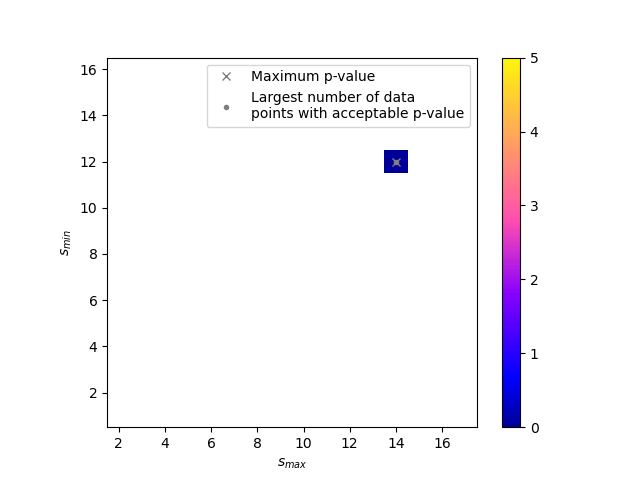 Maximum p-value
Largest number of data
points with acceptable p-value
16
14
12
10
8
6
4
2
s_min
2 4 6 8 10 12 14 16
s_max
5
4
3
2
1
0